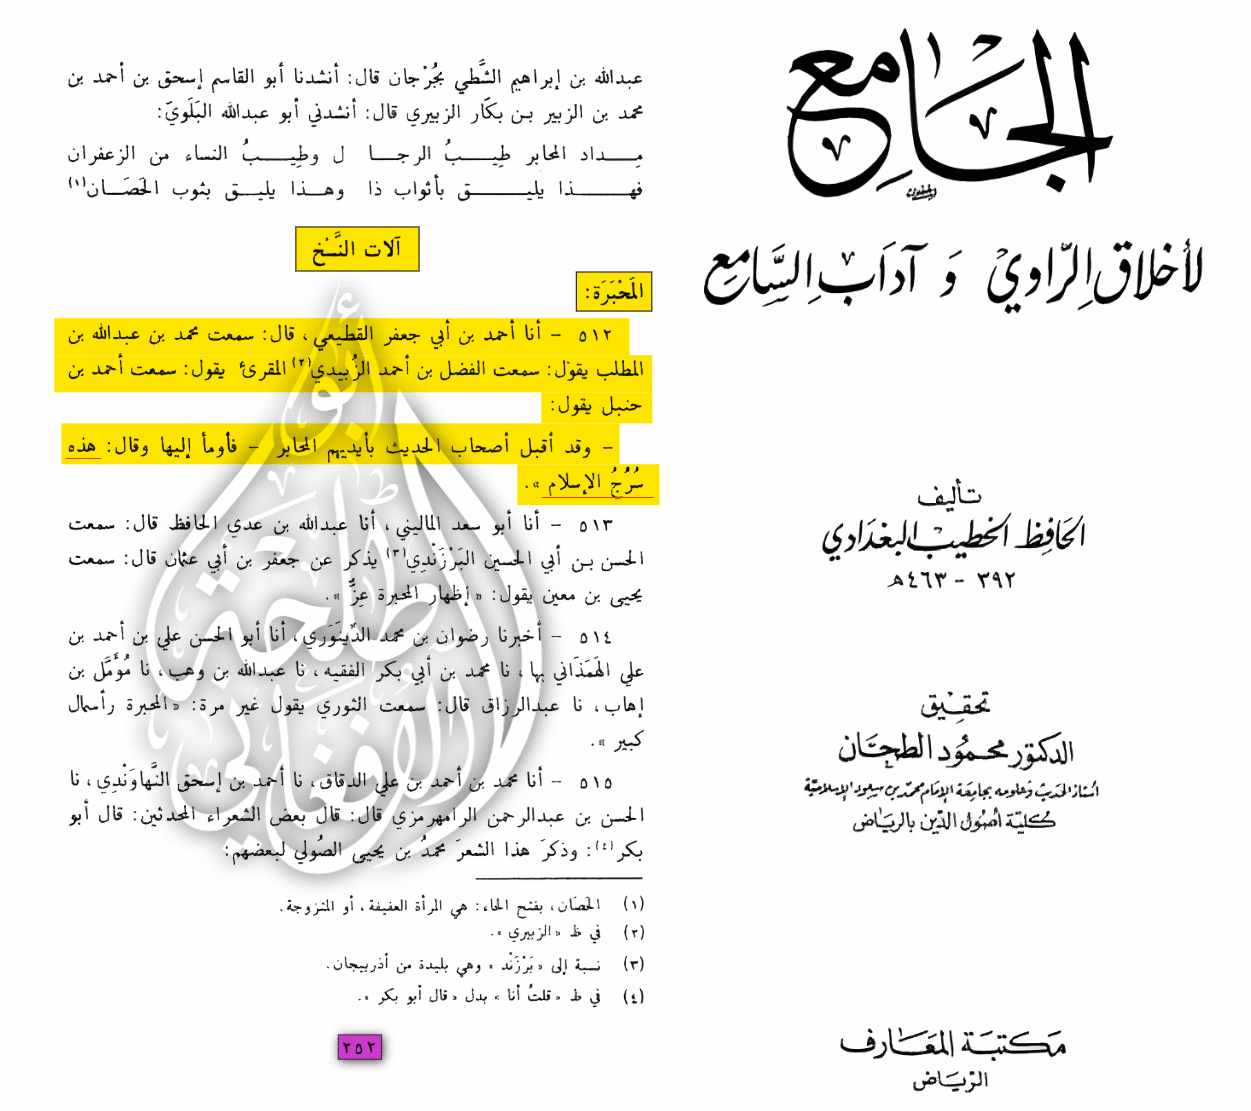 الجامع
لأخلاق الراوي وآداب السامع
تأليف
الحافظ الخطيب البغدادي
٣٩٢ - ٤٦٣ هـ
تحقيق
الدكتور محمود الطحان
أستاذ الحديث وعلومه بجامعة الإمام محمد بن سعود الإسلامية
كلية أصول الدين بالرياض
مكتبة المعارف
الرياض
عبدالله بن إبراهيم الشَّطي بجُرْجان قال: أنشدنا أبو القاسم إسحق بن أحمد بن
محمد بن الزبير بن بكّار الزبيري قال: أنشدني أبو عبدالله البَلَويّ:
مداد المحابر طِيبُ الرجا ل وطِيبُ النساء من الزعفران
فهذا يليق بأثواب ذا وهذا يليق بثوب الحَصَان(١)
آلات النَّسْخ
المَحْبَرَة:
٥١٢ - أنا أحمد بن أبي جعفر القطيعي، قال: سمعت محمد بن عبدالله بن
المطلب يقول: سمعت الفضل بن أحمد الزُبيدي(٢) المقرئ يقول: سمعت أحمد بن
حنبل يقول:
- وقد أقبل أصحاب الحديث بأيديهم المحابر - فأومأ إليها وقال: هذه
سُرُجُ الإسلام».
٥١٣ - أنا أبو سعد الماليني، أنا عبدالله بن عدي الحافظ قال: سمعت
الحسن بن أبي الحسين البَرْزَنْدِي(٣) يذكر عن جعفر بن أبي عثمان قال: سمعت
يحيى بن معين يقول: «إظهار المحبرة عِزٌّ».
٥١٤ - أخبرنا رضوان بن محمد الدِّينَوَري، أنا أبو الحسن علي بن أحمد بن
علي الهَمَذَاني بها، نا محمد بن أبي بكر الفقيه، نا عبدالله بن وهب، نا مُؤَمَّل بن
إهاب، نا عبدالرزاق قال: سمعت الثوري يقول غير مرة: «المحبرة رأسمال
كبير».
٥١٥ - أنا محمد بن أحمد بن علي الدقاق، نا أحمد بن إسحق النَّهاوَنْدِي، نا
الحسن بن عبدالرحمن الرامهرمزي قال: قال بعض الشعراء المحدثين: قال أبو
بكر(٤): وذكرَ هذا الشعرَ محمدُ بن يحيى الصُولي لبعضهم:
(١) الحَصَان، بفتح الحاء: هي المرأة العفيفة، أو المتزوجة.
(٢) في ظ «الزبيري».
(٣) نسبة إلى «بَرْزَنْد» وهي بليدة من أذربيجان.
(٤) في ظ «قلتُ أنا» بدل «قال أبو بكر».
٢٥٢